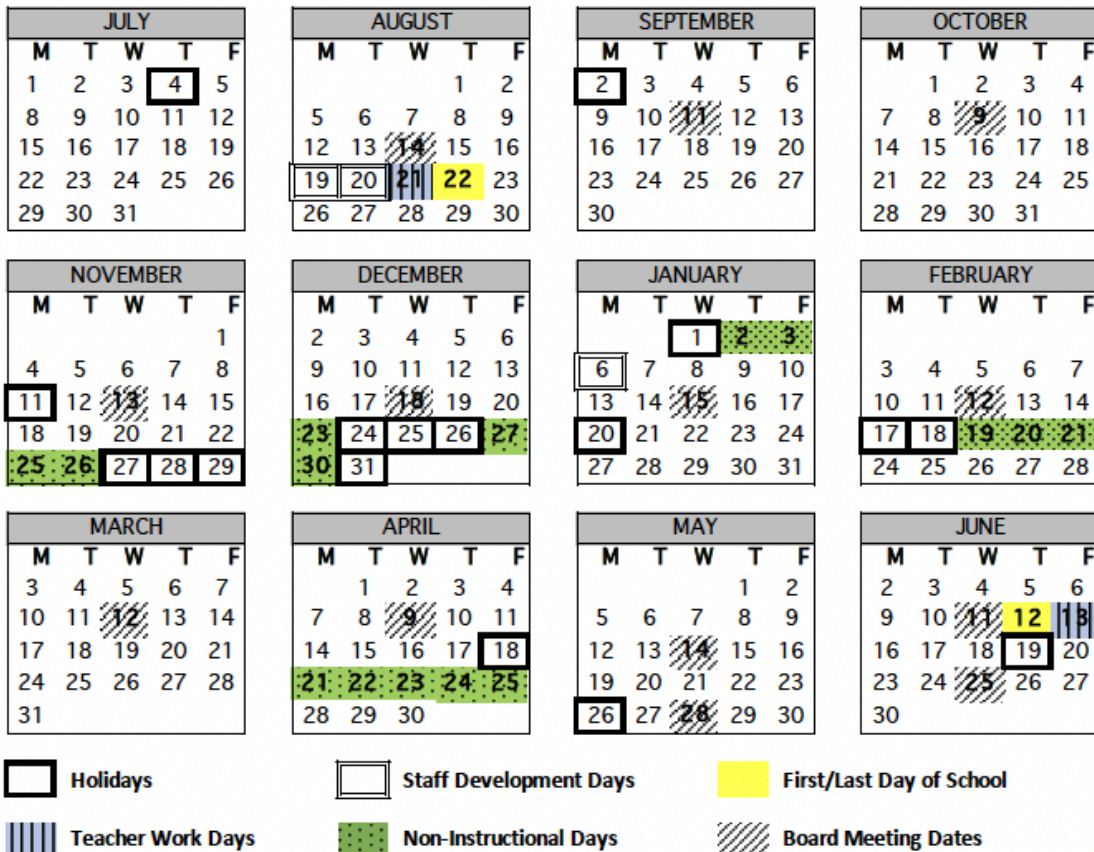 JULY AUGUST SEPTEMBER OCTOBER
M T W T F M T W T F M T W T F M T W T F
1 2 3 4 5 1 2 2 3 4 5 6 1 2 3 4
8 9 10 11 12 5 6 7 8 9 9 10 11 12 13 7 8 9 10 11
15 16 17 18 19 12 13 14 15 16 16 17 18 19 20 14 15 16 17 18
22 23 24 25 26 19 20 21 22 23 23 24 25 26 27 21 22 23 24 25
29 30 31 26 27 28 29 30 30 28 29 30 31
NOVEMBER DECEMBER JANUARY FEBRUARY
M T W T F M T W T F M T W T F M T W T F
1 2 3 4 5 6 1 2 3
4 5 6 7 8 9 10 11 12 13 6 7 8 9 10 3 4 5 6 7
11 12 13 14 15 16 17 18 19 20 13 14 15 16 17 10 11 12 13 14
18 19 20 21 22 23 24 25 26 27 20 21 22 23 24 17 18 19 20 21
25 26 27 28 29 30 31 27 28 29 30 31 24 25 26 27 28
MARCH APRIL MAY JUNE
M T W T F M T W T F M T W T F M T W T F
3 4 5 6 7 1 2 3 4 1 2 2 3 4 5 6
10 11 12 13 14 7 8 9 10 11 5 6 7 8 9 9 10 11 12 13
17 18 19 20 21 14 15 16 17 18 12 13 14 15 16 16 17 18 19 20
24 25 26 27 28 21 22 23 24 25 19 20 21 22 23 23 24 25 26 27
31 28 29 30 26 27 28 29 30 30
Holidays Staff Development Days First/Last Day of School
Teacher Work Days Non-Instructional Days Board Meeting Dates